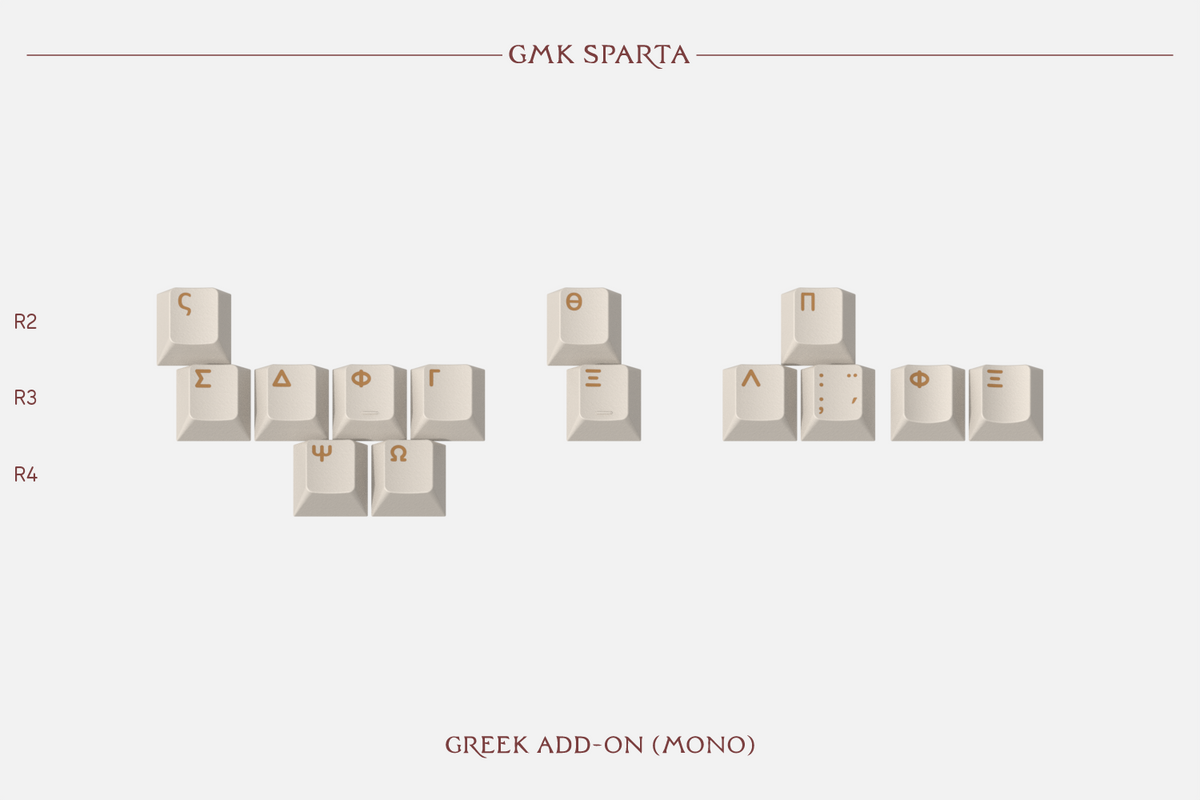 GMK SPARTA
R2 ς Θ Π
R3 Σ Δ Φ Γ Ξ Λ : ¨ ; ΄ Φ Ξ
R4 Ψ Ω
GREEK ADD-ON (MONO)